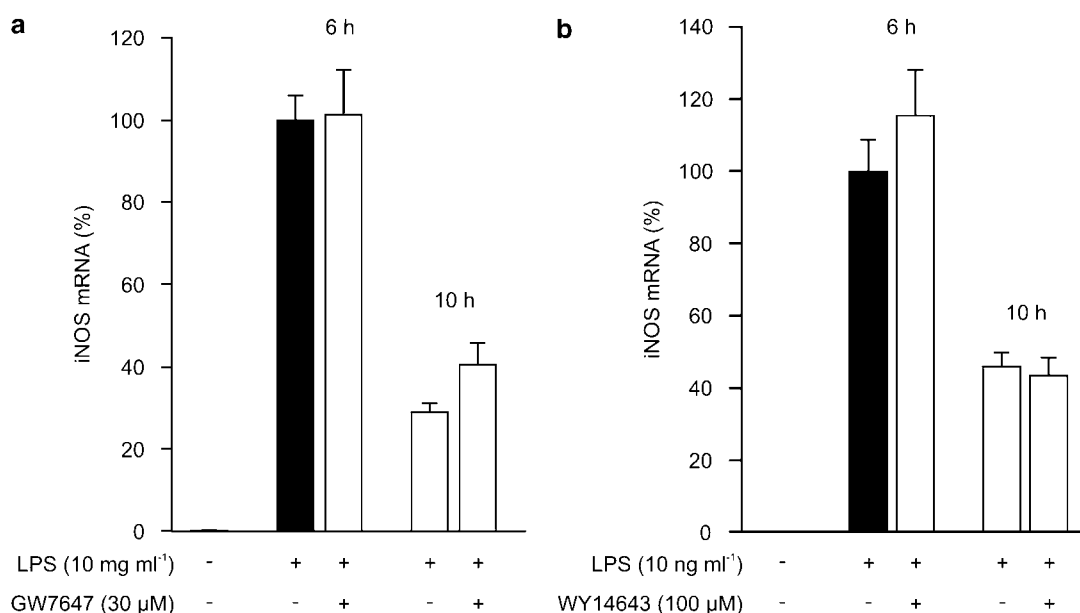 a
6 h
120
100
80
60
40
20
0
iNOS mRNA (%)
10 h
LPS (10 mg ml⁻¹) - + + + +
GW7647 (30 µM) - - + - +
b
6 h
140
120
100
80
60
40
20
0
iNOS mRNA (%)
10 h
LPS (10 ng ml⁻¹) - + + + +
WY14643 (100 µM) - - + - +